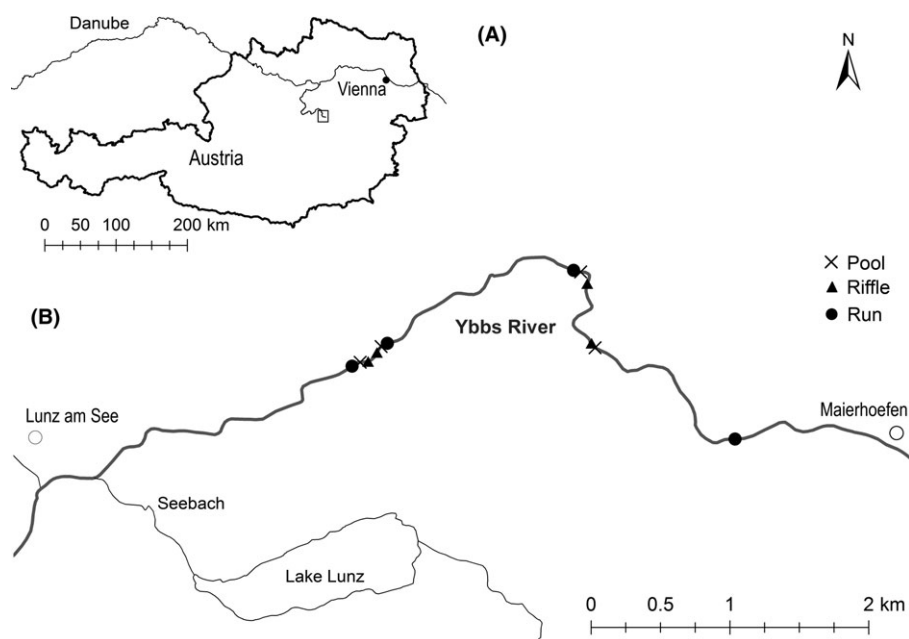 Danube
(A)
N
Vienna
Austria
0 50 100 200 km
Pool
Riffle
Run
(B)
Ybbs River
Lunz am See
Maierhoefen
Seebach
Lake Lunz
0 0.5 1 2 km